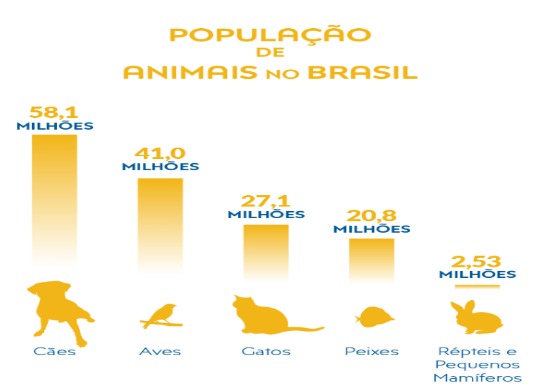 POPULAÇÃO
DE
ANIMAIS NO BRASIL
58,1
MILHÕES
41,0
MILHÕES
27,1
MILHÕES
20,8
MILHÕES
2,53
MILHÕES
Cães
Aves
Gatos
Peixes
Répteis e
Pequenos
Mamíferos